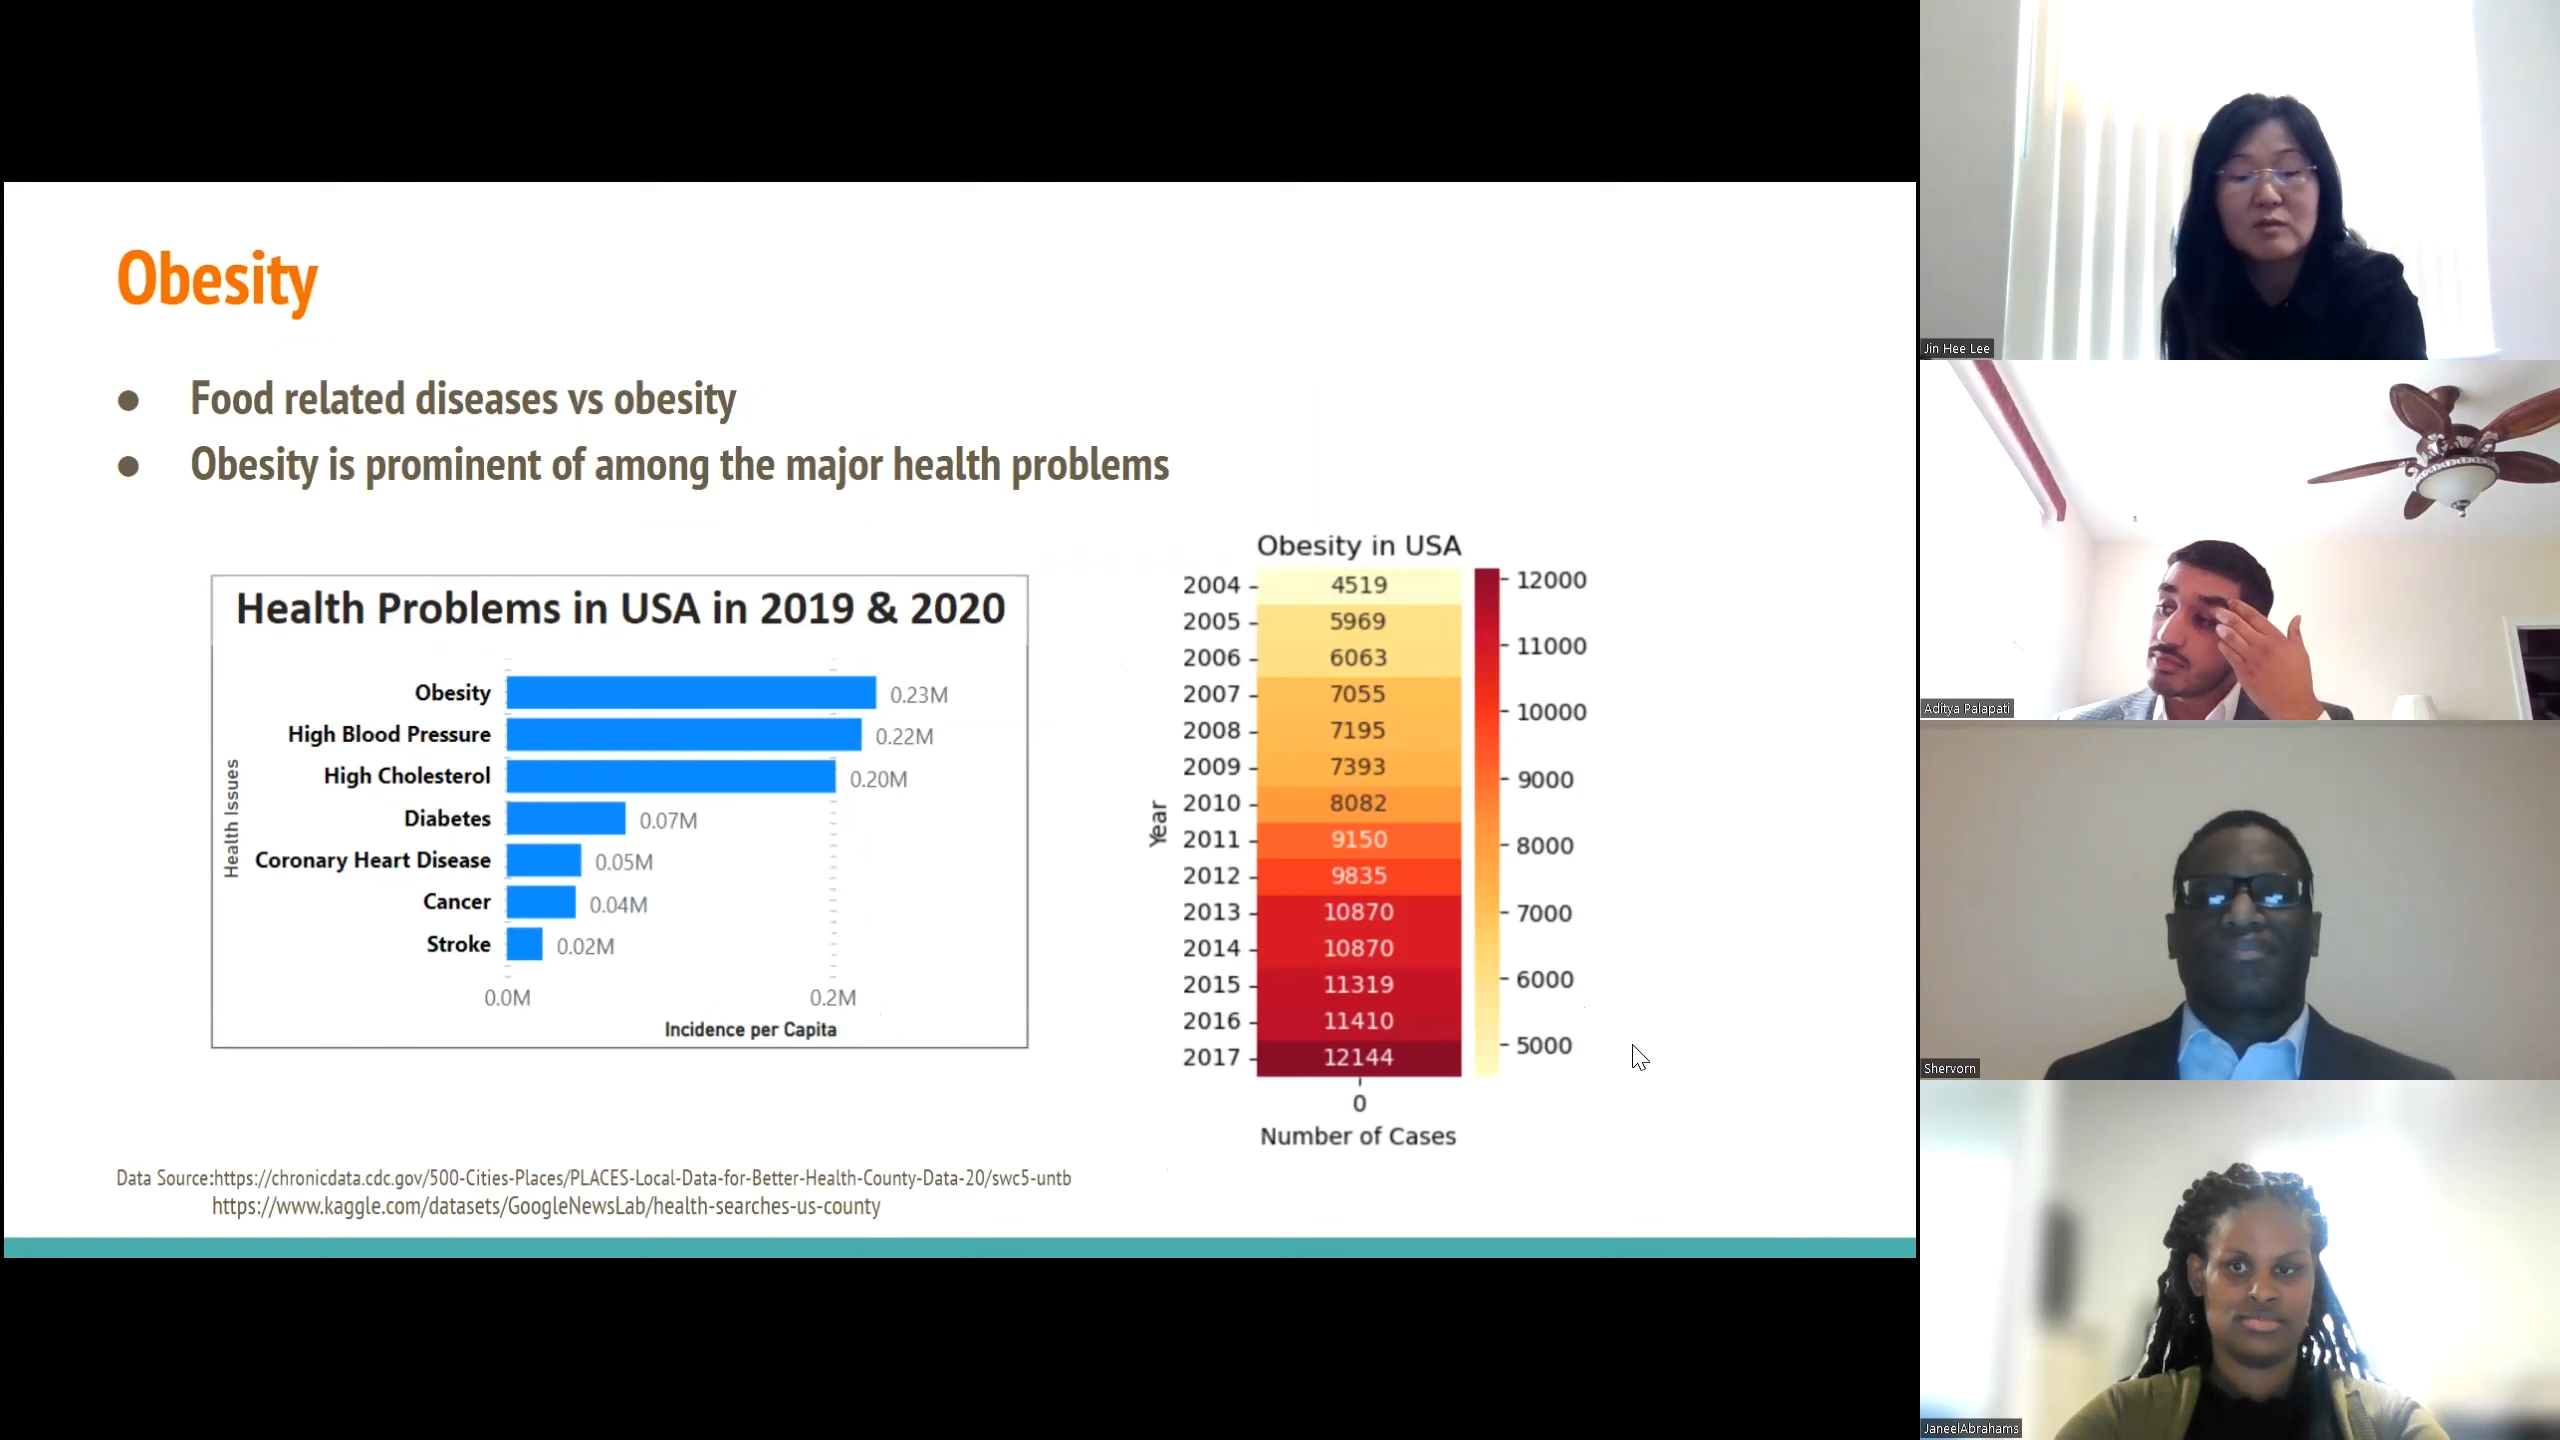 Obesity
● Food related diseases vs obesity
● Obesity is prominent of among the major health problems
Health Problems in USA in 2019 & 2020
Health Issues
Obesity 0.23M
High Blood Pressure 0.22M
High Cholesterol 0.20M
Diabetes 0.07M
Coronary Heart Disease 0.05M
Cancer 0.04M
Stroke 0.02M
0.0M 0.2M
Incidence per Capita
Obesity in USA
Year
2004 4519
2005 5969
2006 6063
2007 7055
2008 7195
2009 7393
2010 8082
2011 9150
2012 9835
2013 10870
2014 10870
2015 11319
2016 11410
2017 12144
0
Number of Cases
12000
11000
10000
9000
8000
7000
6000
5000
Data Source:https://chronicdata.cdc.gov/500-Cities-Places/PLACES-Local-Data-for-Better-Health-County-Data-20/swc5-untb
https://www.kaggle.com/datasets/GoogleNewsLab/health-searches-us-county
Jin Hee Lee
Aditya Palapati
Shervorn
JaneelAbrahams